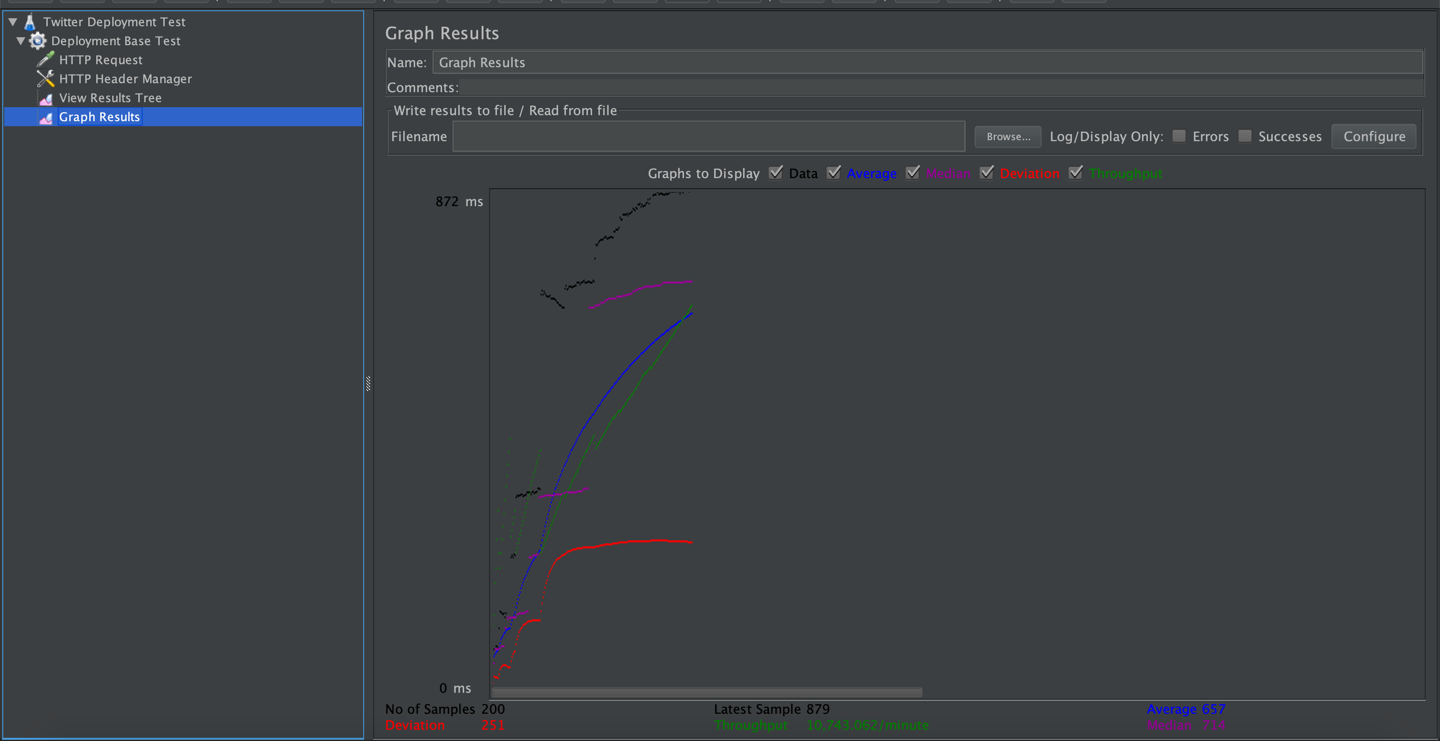 Twitter Deployment Test
Deployment Base Test
HTTP Request
HTTP Header Manager
View Results Tree
Graph Results
Graph Results
Name: Graph Results
Comments:
Write results to file / Read from file
Filename Browse... Log/Display Only: Errors Successes Configure
Graphs to Display Data Average Median Deviation Throughput
872 ms
0 ms
No of Samples 200 Latest Sample 879 Average 657
Deviation 251 Throughput 10,743.062/minute Median 716